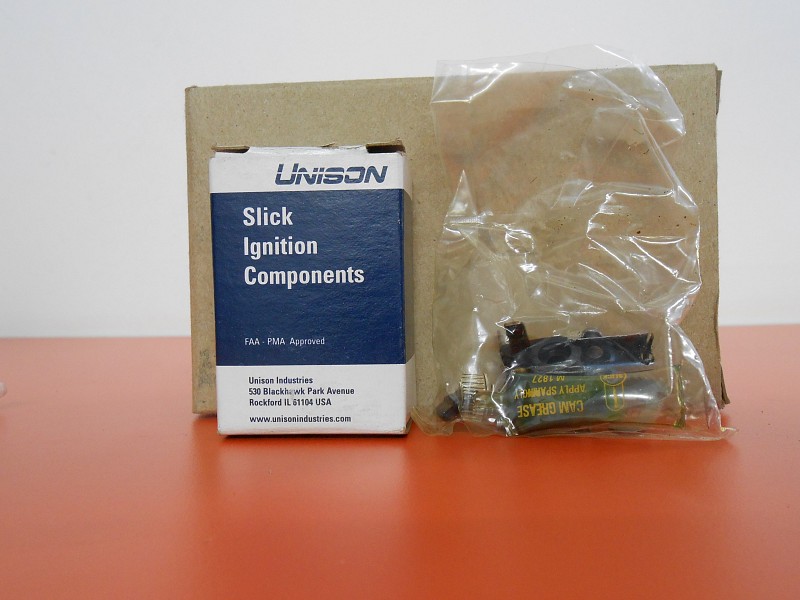 UNISON
Slick
Ignition
Components
FAA - PMA Approved
Unison Industries
530 Blackhawk Park Avenue
Rockford IL 61104 USA
www.unisonindustries.com
CAM GREASE
APPLY SPARINGLY
M 1827